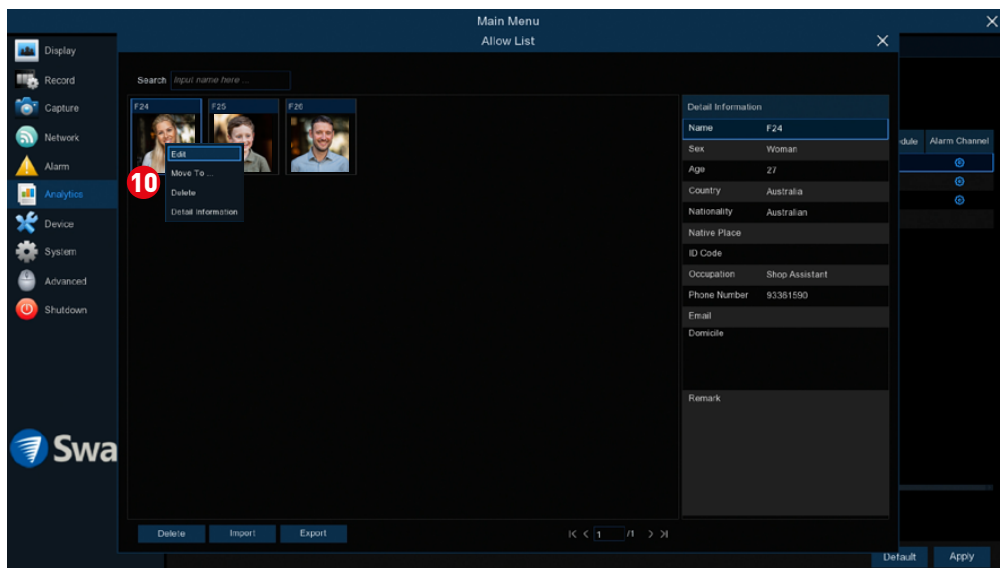 Main Menu
Allow List
Display
Record
Capture
Network
Alarm
Analytics
Device
System
Advanced
Shutdown
Swa
Search Input name here ...
F24 F25 F26
10
Edit
Move To ...
Delete
Detail Information
Detail Information
Name F24
Sex Woman
Age 27
Country Australia
Nationality Australian
Native Place
ID Code
Occupation Shop Assistant
Phone Number 93361590
Email
Domicile
Remark
dule Alarm Channel
Delete Import Export
1 /1
Default Apply